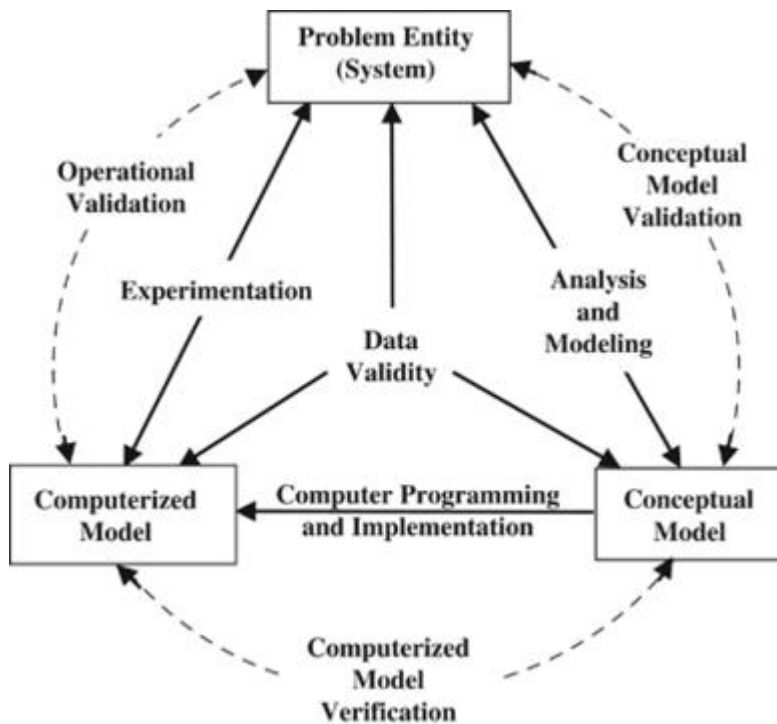 Problem Entity
(System)
Operational
Validation
Conceptual
Model
Validation
Experimentation
Analysis
and
Modeling
Data
Validity
Computerized
Model
Computer Programming
and Implementation
Conceptual
Model
Computerized
Model
Verification